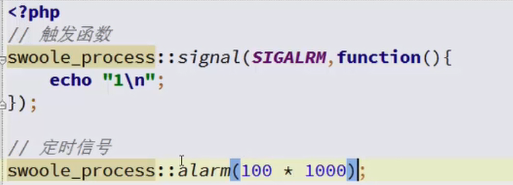 <?php
// 触发函数
swoole_process::signal(SIGALRM,function(){
    echo "1\n";
});

// 定时信号
swoole_process::alarm(100 * 1000);